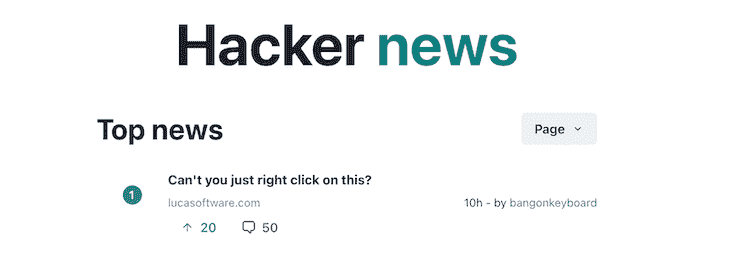 Hacker news
Top news
Page
1
Can't you just right click on this?
lucasoftware.com
10h - by bangonkeyboard
20
50